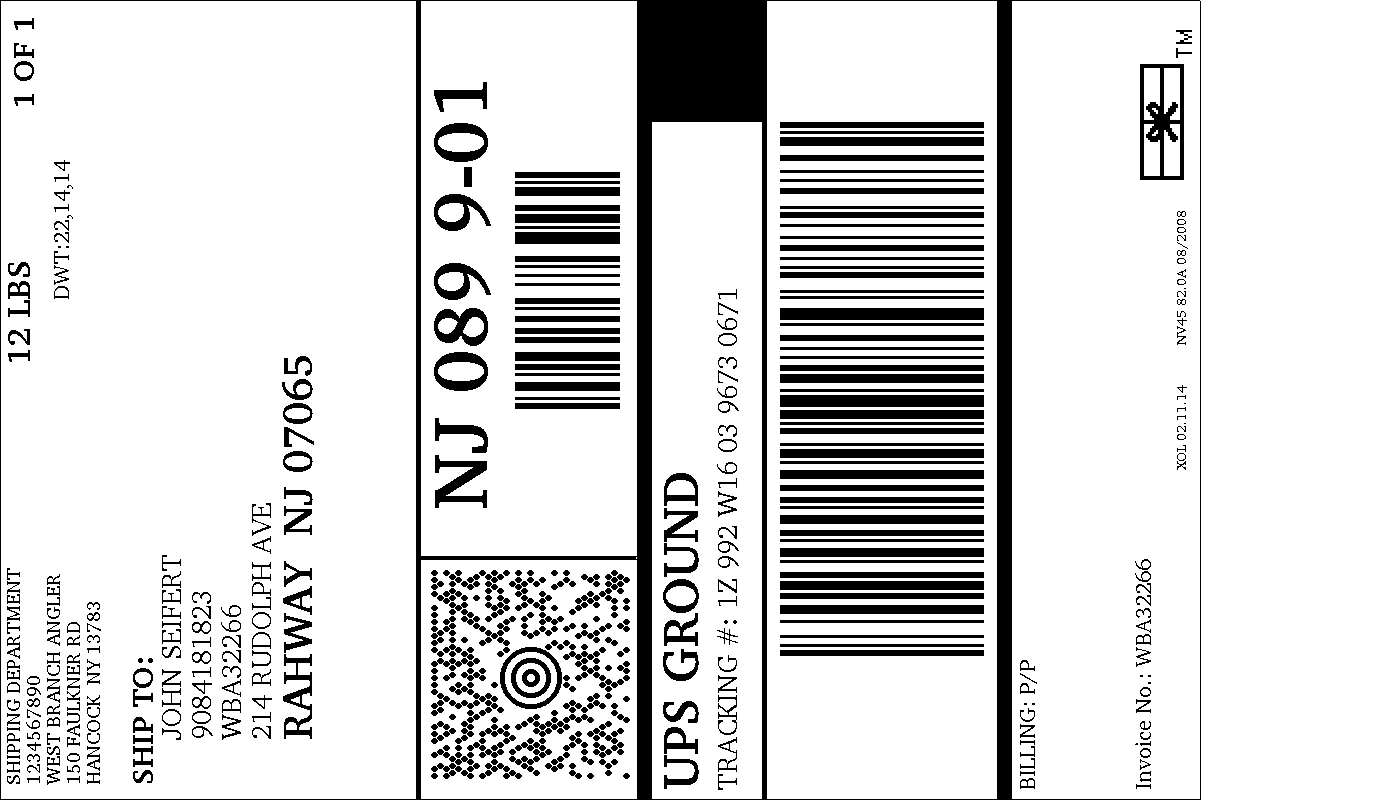 SHIPPING DEPARTMENT
1234567890
WEST BRANCH ANGLER
150 FAULKNER RD
HANCOCK NY 13783
12 LBS
1 OF 1
DWT:22,14,14
SHIP TO:
JOHN SEIFERT
9084181823
WBA32266
214 RUDOLPH AVE
RAHWAY NJ 07065
NJ 089 9-01
UPS GROUND
TRACKING #: 1Z 992 W16 03 9673 0671
BILLING: P/P
Invoice No.: WBA32266
XOL 02.11.14 NV45 82.0A 08/2008
TM